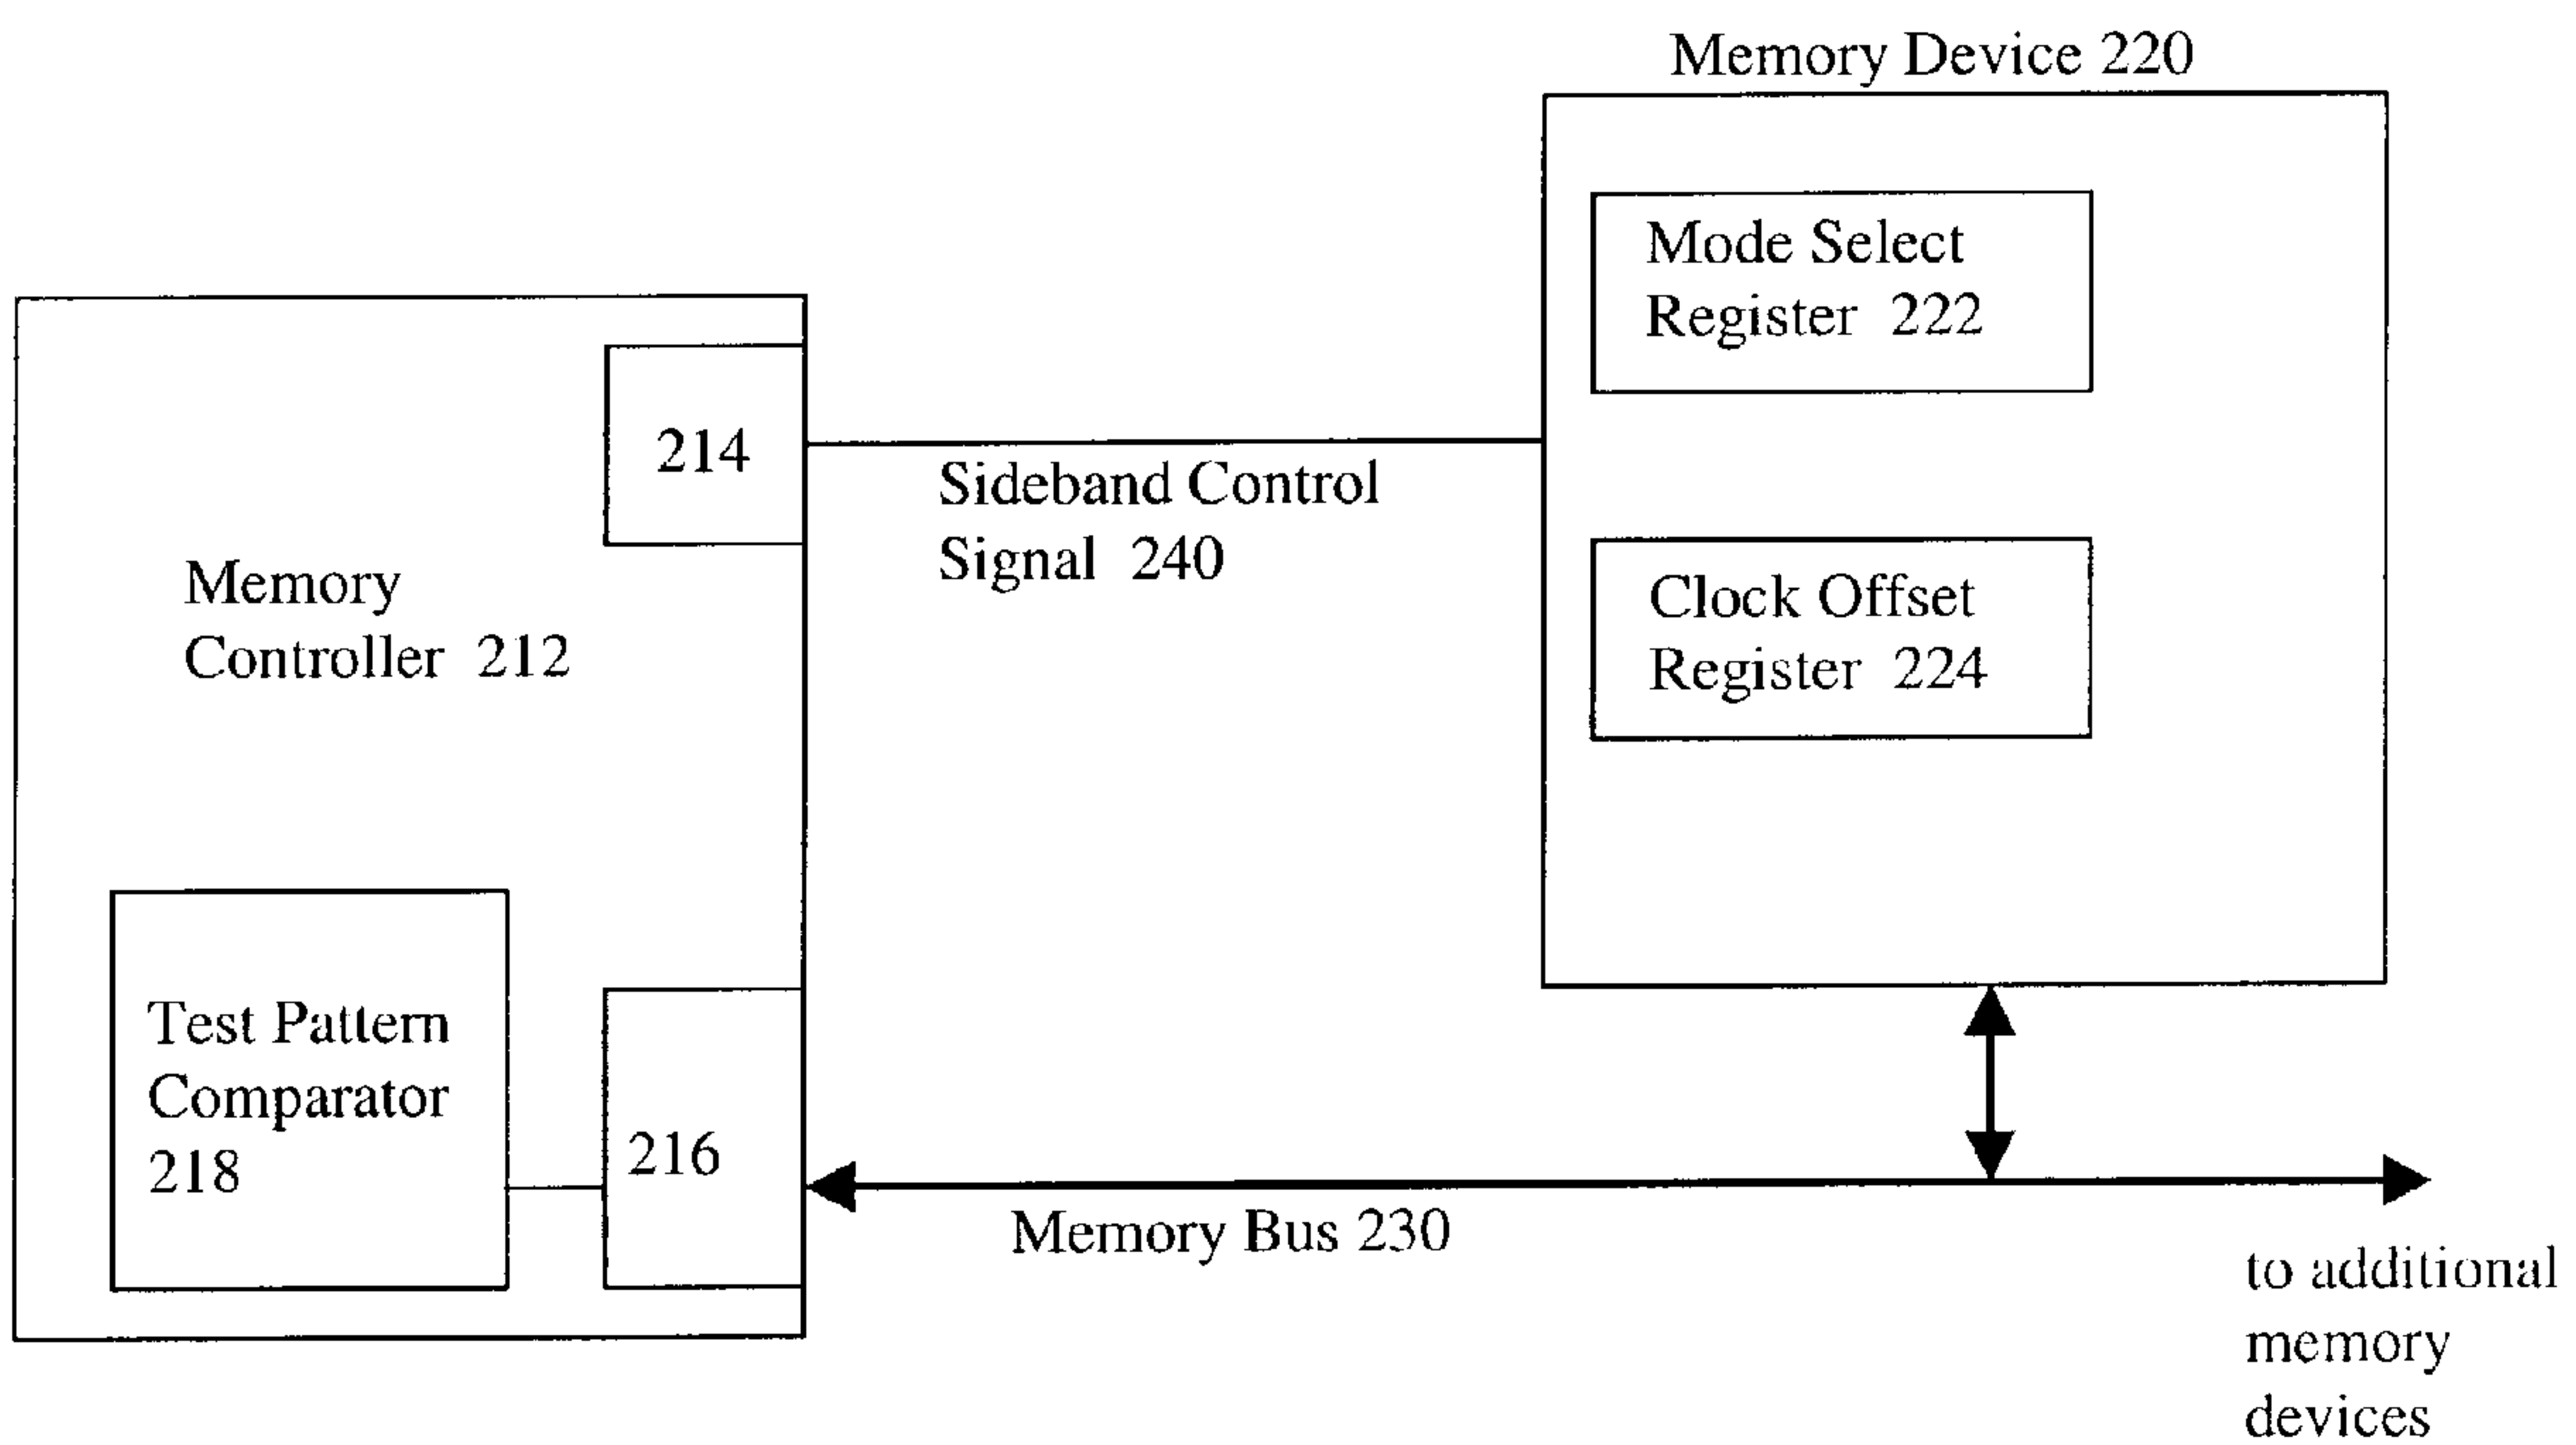 Memory Device 220
Mode Select
Register 222
214
Sideband Control
Signal 240
Memory
Controller 212
Clock Offset
Register 224
Test Pattern
Comparator
218
216
Memory Bus 230
to additional
memory
devices